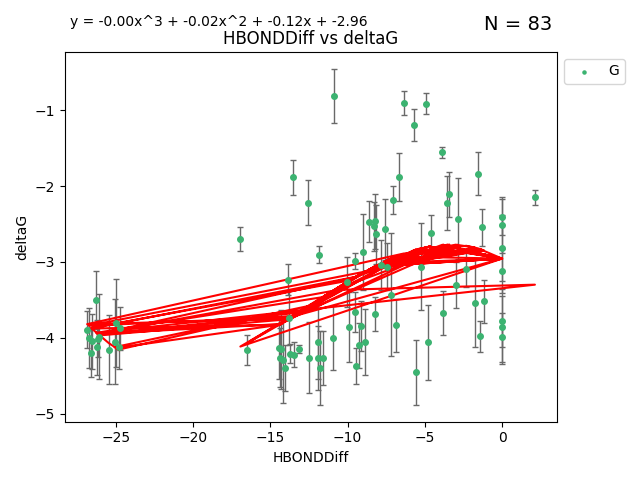 y = -0.00x^3 + -0.02x^2 + -0.12x + -2.96
N = 83
HBONDDiff vs deltaG
G
deltaG
−1
−2
−3
−4
−5
−25
−20
−15
−10
−5
0
HBONDDiff